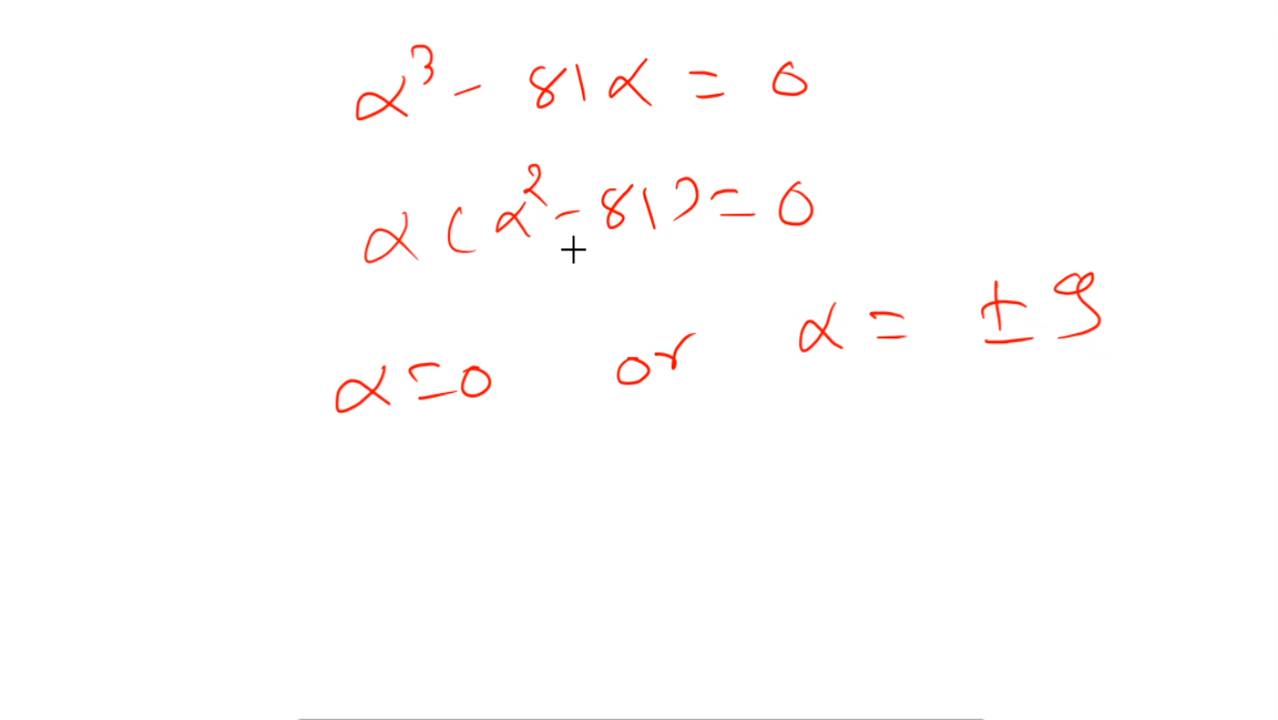 α³ - 81α = 0
α(α² - 81) = 0
α = 0 or α = ± 9